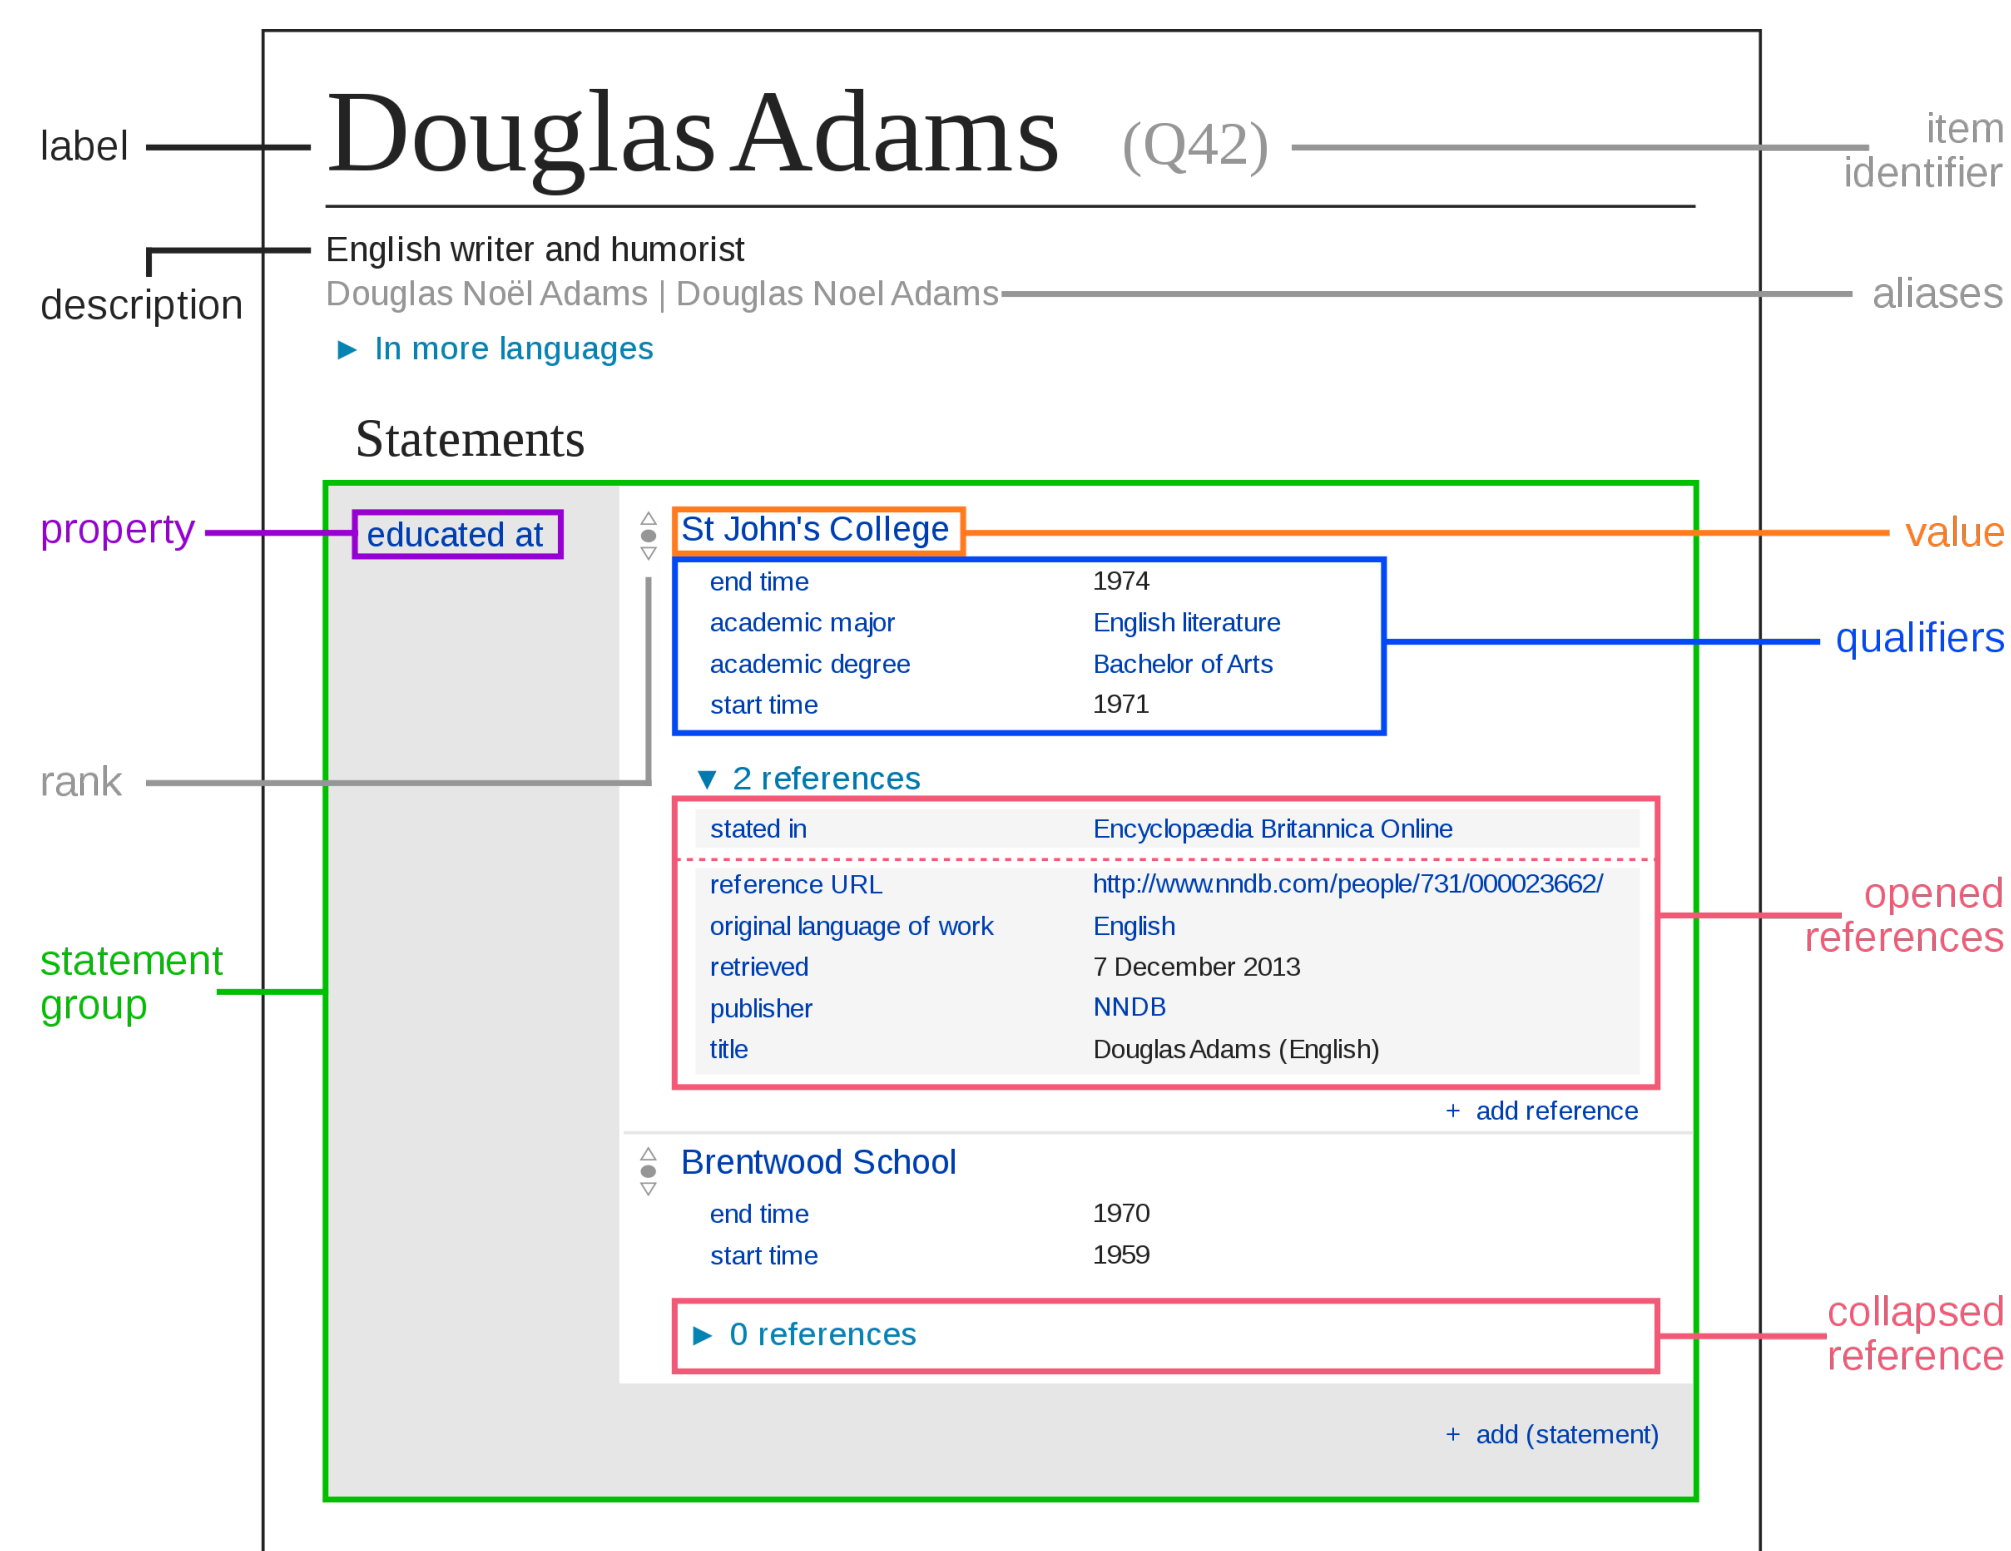 Douglas Adams (Q42)
label
item
identifier
English writer and humorist
description
Douglas Noël Adams | Douglas Noel Adams
aliases
► In more languages
Statements
property
educated at
St John's College
value
end time 1974
academic major English literature
qualifiers
academic degree Bachelor of Arts
start time 1971
rank
▼ 2 references
stated in Encyclopædia Britannica Online
reference URL http://www.nndb.com/people/731/000023662/
opened
references
original language of work English
retrieved 7 December 2013
statement
group
publisher NNDB
title Douglas Adams (English)
+ add reference
Brentwood School
end time 1970
start time 1959
► 0 references
collapsed
reference
+ add (statement)